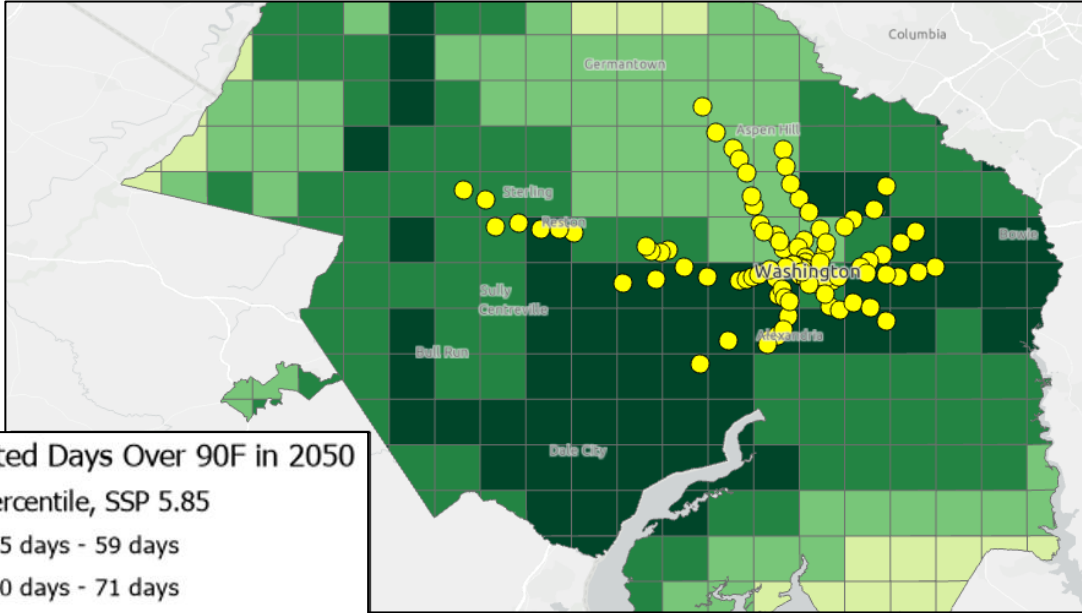 Columbia
Germantown
Aspen Hill
Sterling
Reston
Bowie
Washington
Sully
Centreville
Alexandria
Bull Run
Dale City
ted Days Over 90F in 2050
ercentile, SSP 5.85
5 days - 59 days
0 days - 71 days